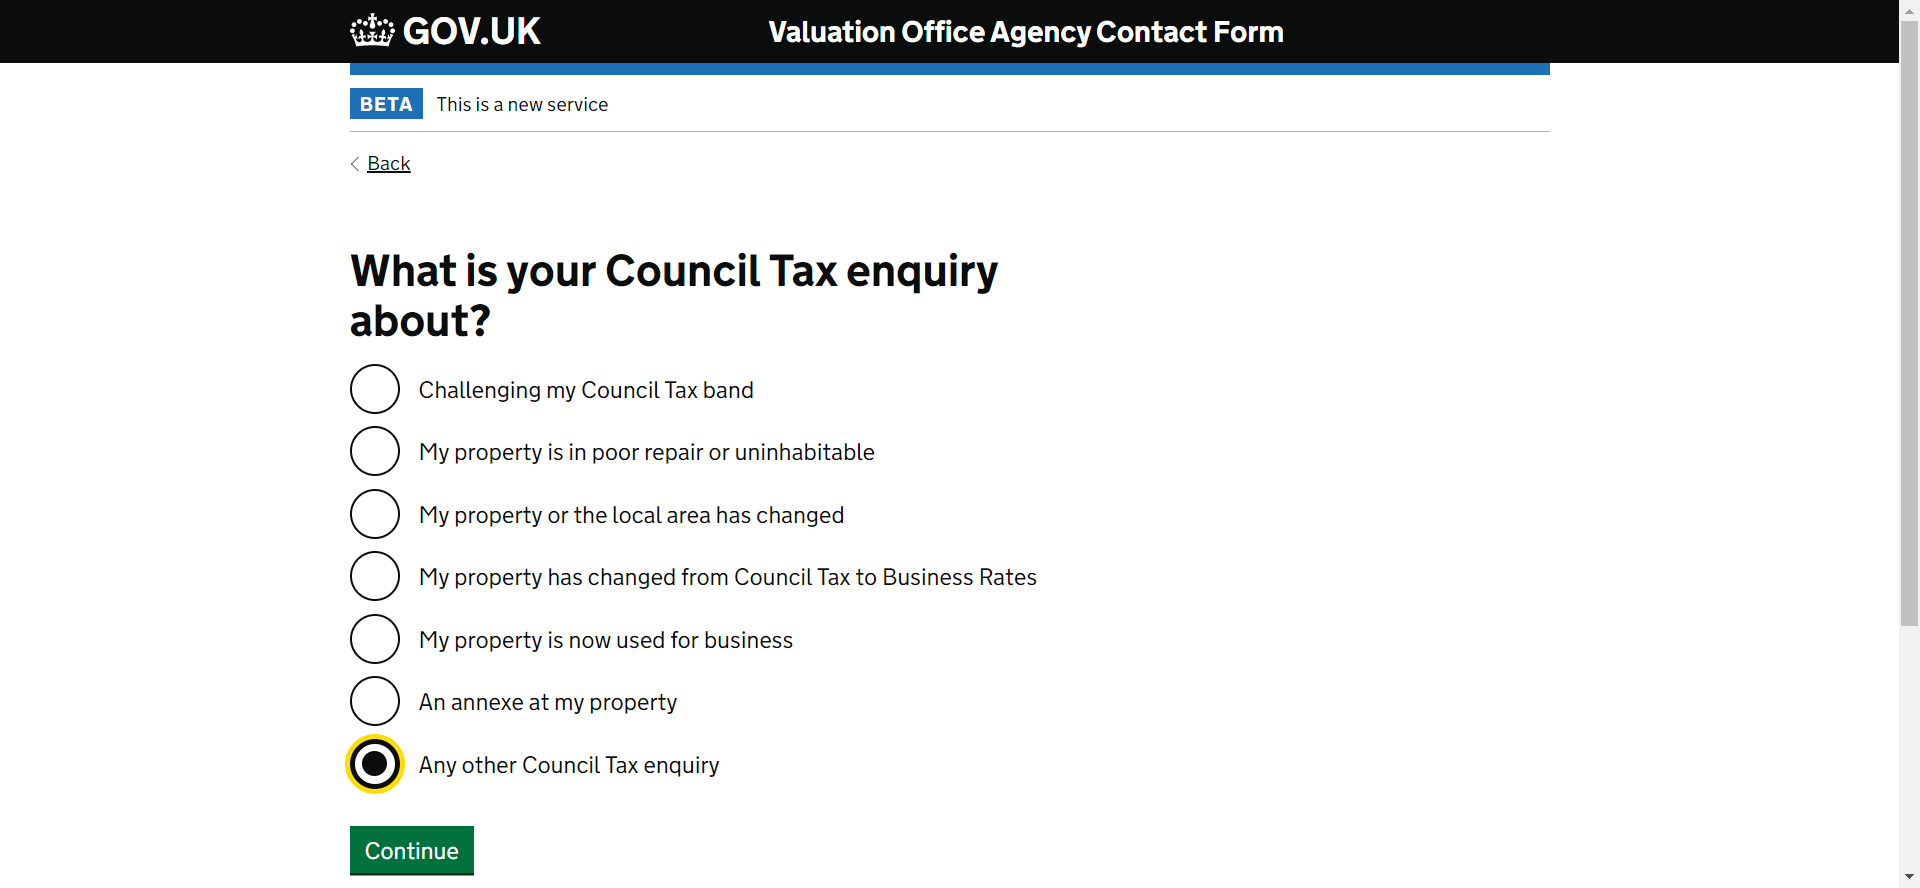 GOV.UK
Valuation Office Agency Contact Form
BETA This is a new service
Back
What is your Council Tax enquiry
about?
Challenging my Council Tax band
My property is in poor repair or uninhabitable
My property or the local area has changed
My property has changed from Council Tax to Business Rates
My property is now used for business
An annexe at my property
Any other Council Tax enquiry
Continue